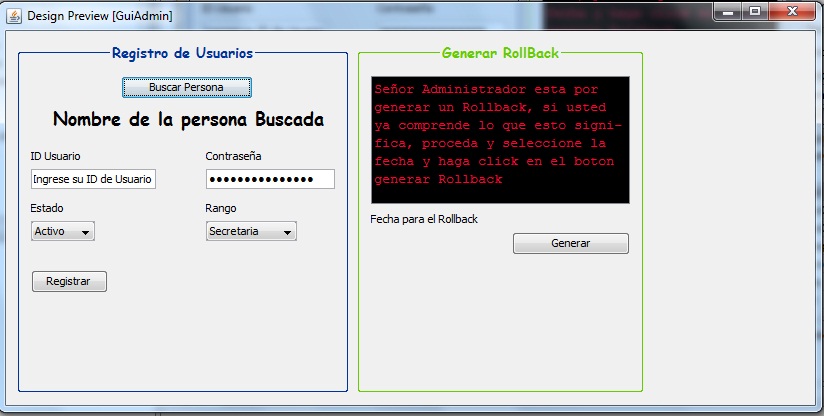 Design Preview [GuiAdmin]
Registro de Usuarios
Buscar Persona
Nombre de la persona Buscada
ID Usuario
Contraseña
Ingrese su ID de Usuario
●●●●●●●●●●●●●●●
Estado
Rango
Activo
Secretaria
Registrar
Generar RollBack
Señor Administrador esta por
generar un Rollback, si usted
ya comprende lo que esto signi-
fica, proceda y seleccione la
fecha y haga click en el boton
generar Rollback
Fecha para el Rollback
Generar